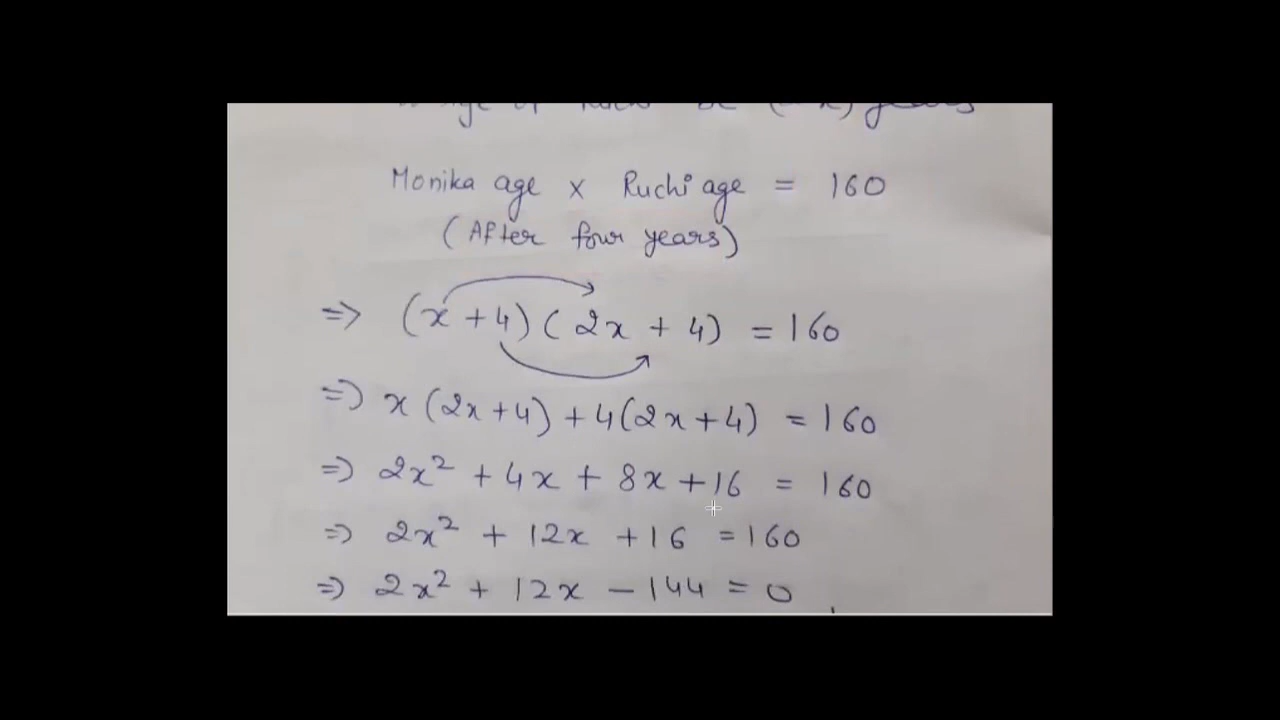 Monika age × Ruchi age = 160
(After four years)
=> (x + 4) (2x + 4) = 160
=> x (2x + 4) + 4(2x + 4) = 160
=> 2x² + 4x + 8x + 16 = 160
=> 2x² + 12x + 16 = 160
=> 2x² + 12x - 144 = 0